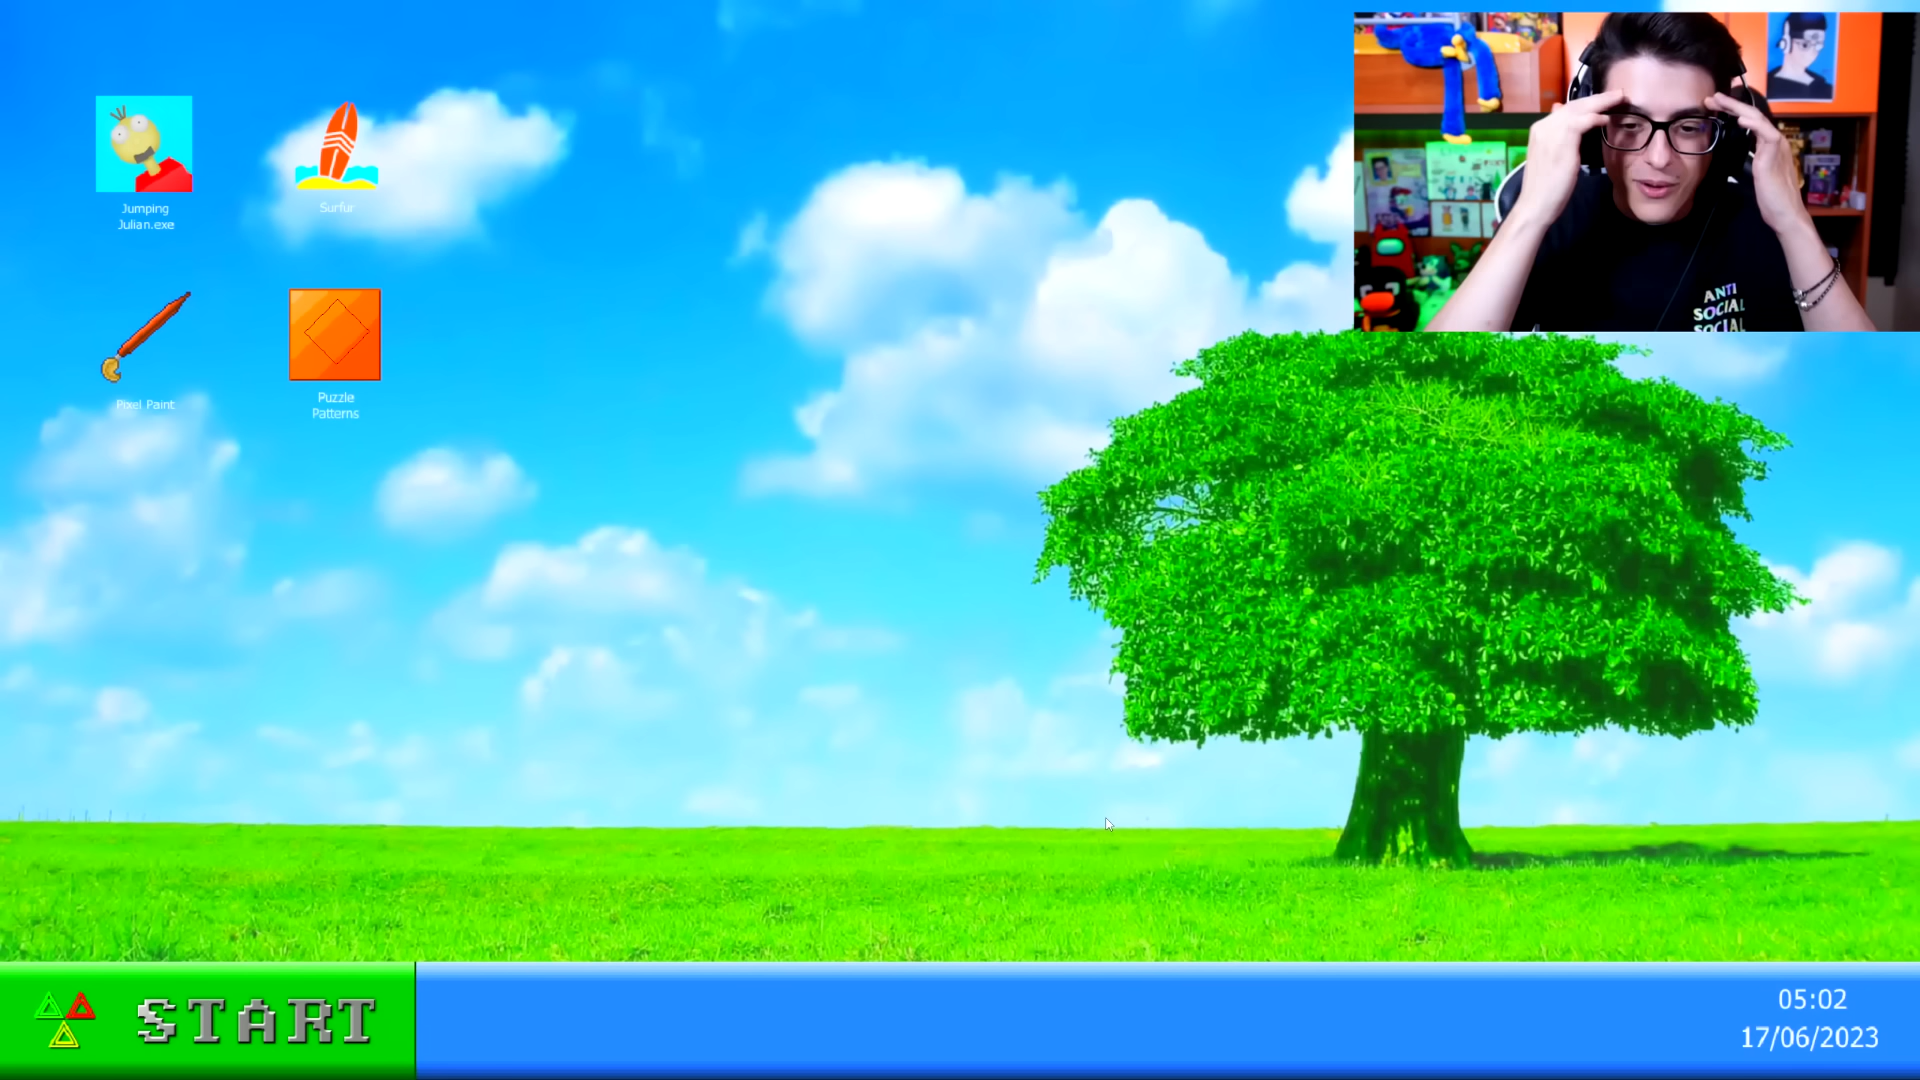 Jumping
Julian.exe
Surfur
Pixel Paint
Puzzle
Patterns
ANTI
SOCIAL
SOCIAL
START
05:02
17/06/2023